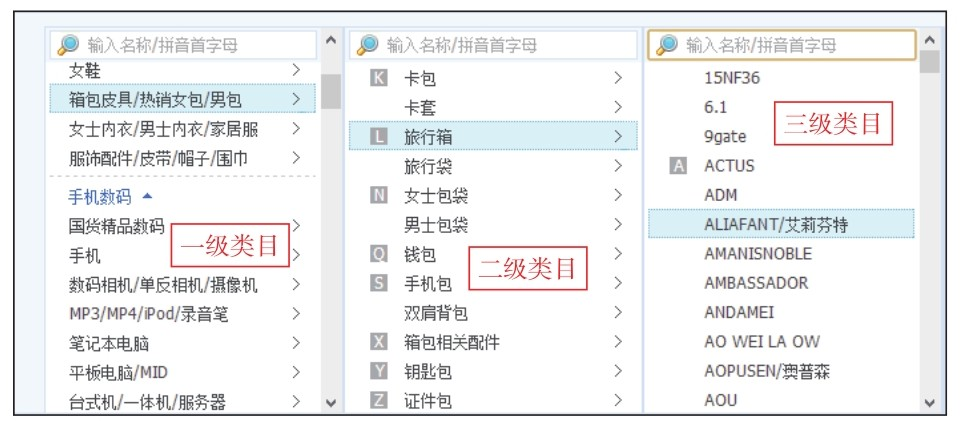 输入名称/拼音首字母
女鞋
箱包皮具/热销女包/男包
女士内衣/男士内衣/家居服
服饰配件/皮带/帽子/围巾
手机数码
国货精品数码
手机
一级类目
数码相机/单反相机/摄像机
MP3/MP4/iPod/录音笔
笔记本电脑
平板电脑/MID
台式机/一体机/服务器
输入名称/拼音首字母
K 卡包
卡套
L 旅行箱
旅行袋
N 女士包袋
男士包袋
Q 钱包
二级类目
S 手机包
双肩背包
X 箱包相关配件
Y 钥匙包
Z 证件包
输入名称/拼音首字母
15NF36
6.1
三级类目
9gate
A ACTUS
ADM
ALIAFANT/艾莉芬特
AMANISNOBLE
AMBASSADOR
ANDAMEI
AO WEI LA OW
AOPUSEN/澳普森
AOU